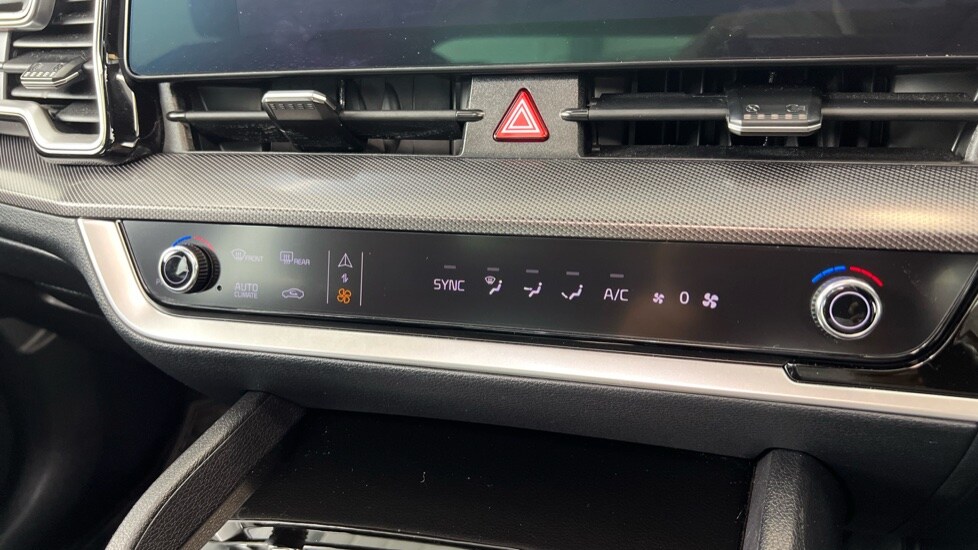 FRONT
REAR
AUTO
CLIMATE
SYNC
A/C
0